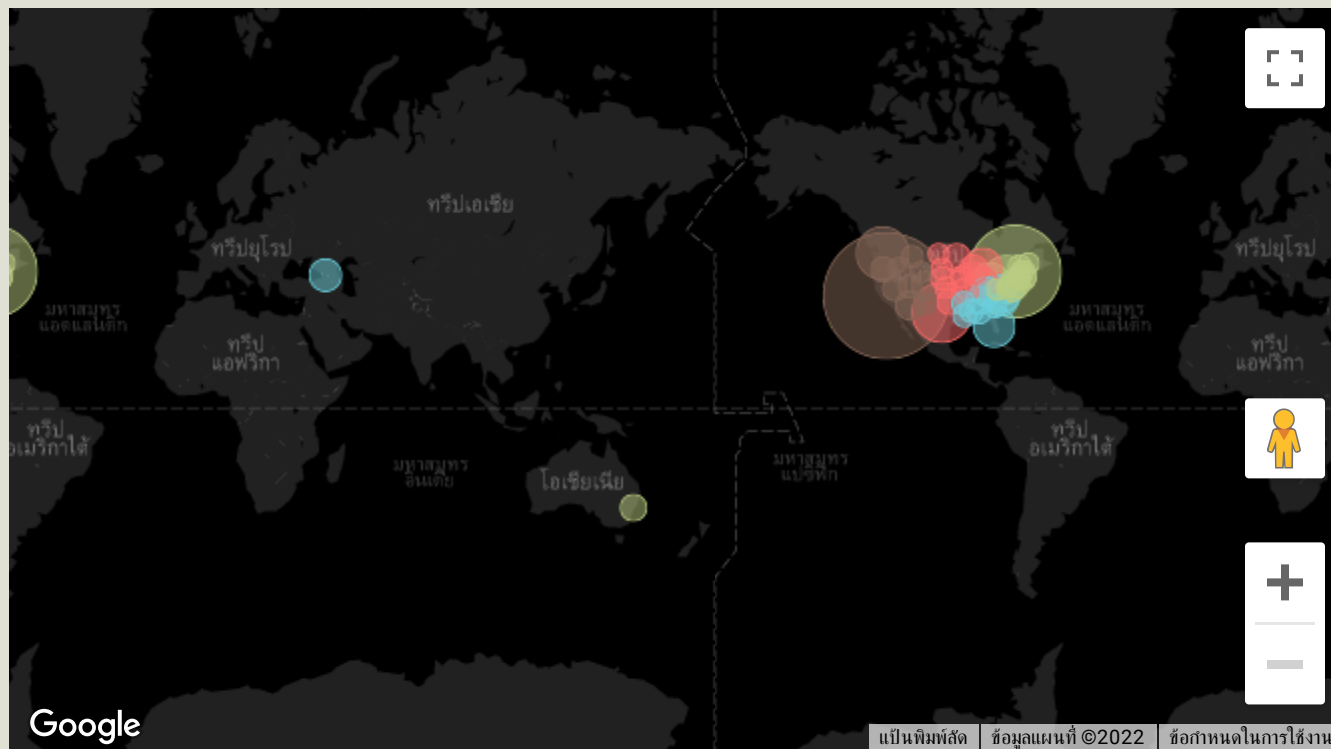 ทวีปเอเชีย
ทวีปยุโรป
ทวีปยุโรป
มหาสมุทร
แอตแลนติก
มหาสมุทร
แอตแลนติก
ทวีป
แอฟริกา
ทวีป
แอฟริกา
ทวีป
อเมริกาใต้
ทวีป
อเมริกาใต้
มหาสมุทร
อินเดีย
โอเชียเนีย
มหาสมุทร
แปซิฟิก
Google
แป้นพิมพ์ลัด
ข้อมูลแผนที่ ©2022
ข้อกำหนดในการใช้งาน